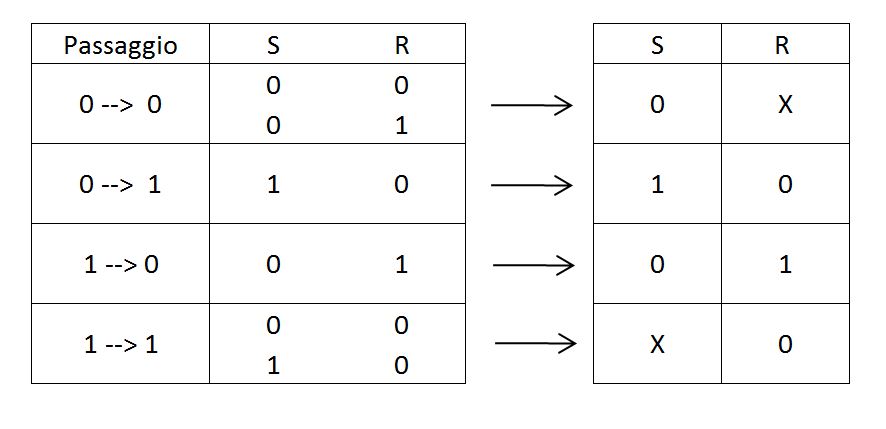 Passaggio S R S R
0 0
0 --> 0 0 X
0 1
0 --> 1 1 0 1 0
1 --> 0 0 1 0 1
0 0
1 --> 1 X 0
1 0